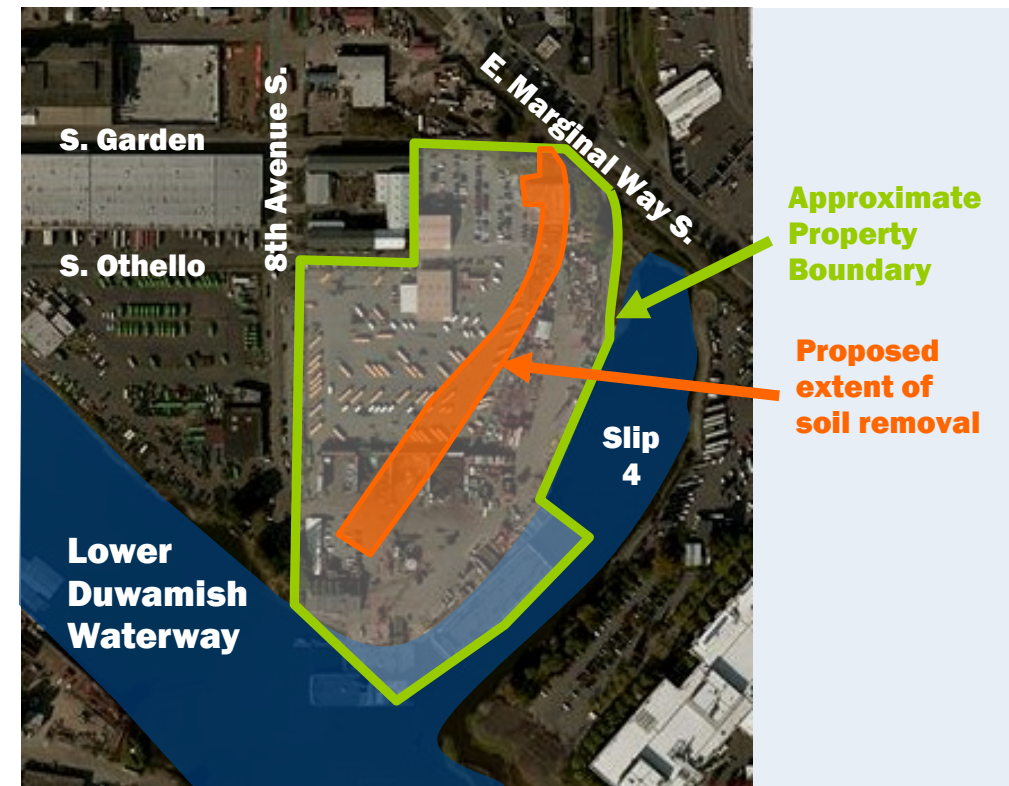 E. Marginal Way S.
8th Avenue S.
S. Garden
S. Othello
Approximate
Property
Boundary
Proposed
extent of
soil removal
Slip
4
Lower
Duwamish
Waterway